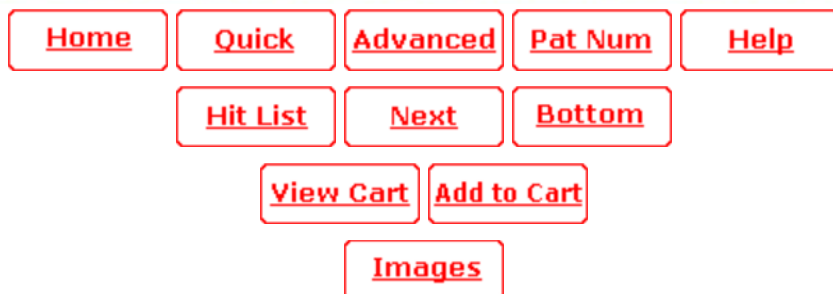 Home Quick Advanced Pat Num Help
Hit List Next Bottom
View Cart Add to Cart
Images